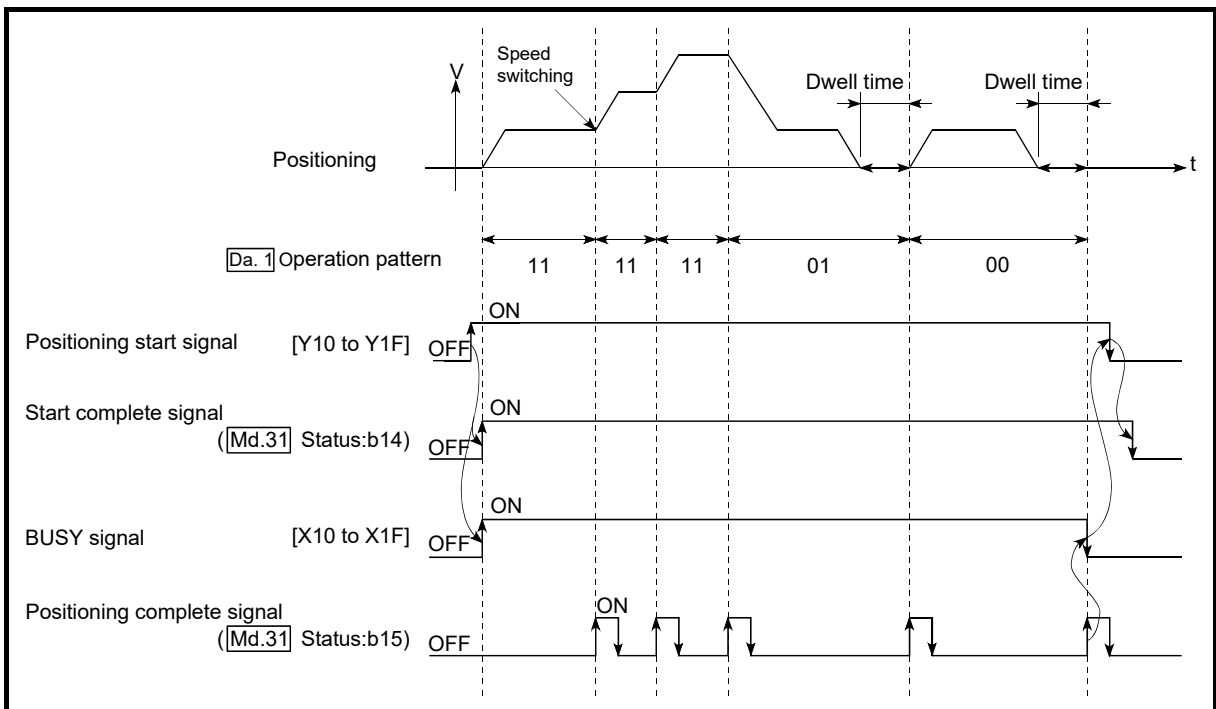 V
Speed
switching
Dwell time
Dwell time
Positioning
t
Da. 1 Operation pattern
11
11
11
01
00
Positioning start signal [Y10 to Y1F]
ON
OFF
Start complete signal
(Md.31 Status:b14)
ON
OFF
BUSY signal [X10 to X1F]
ON
OFF
Positioning complete signal
(Md.31 Status:b15)
ON
OFF